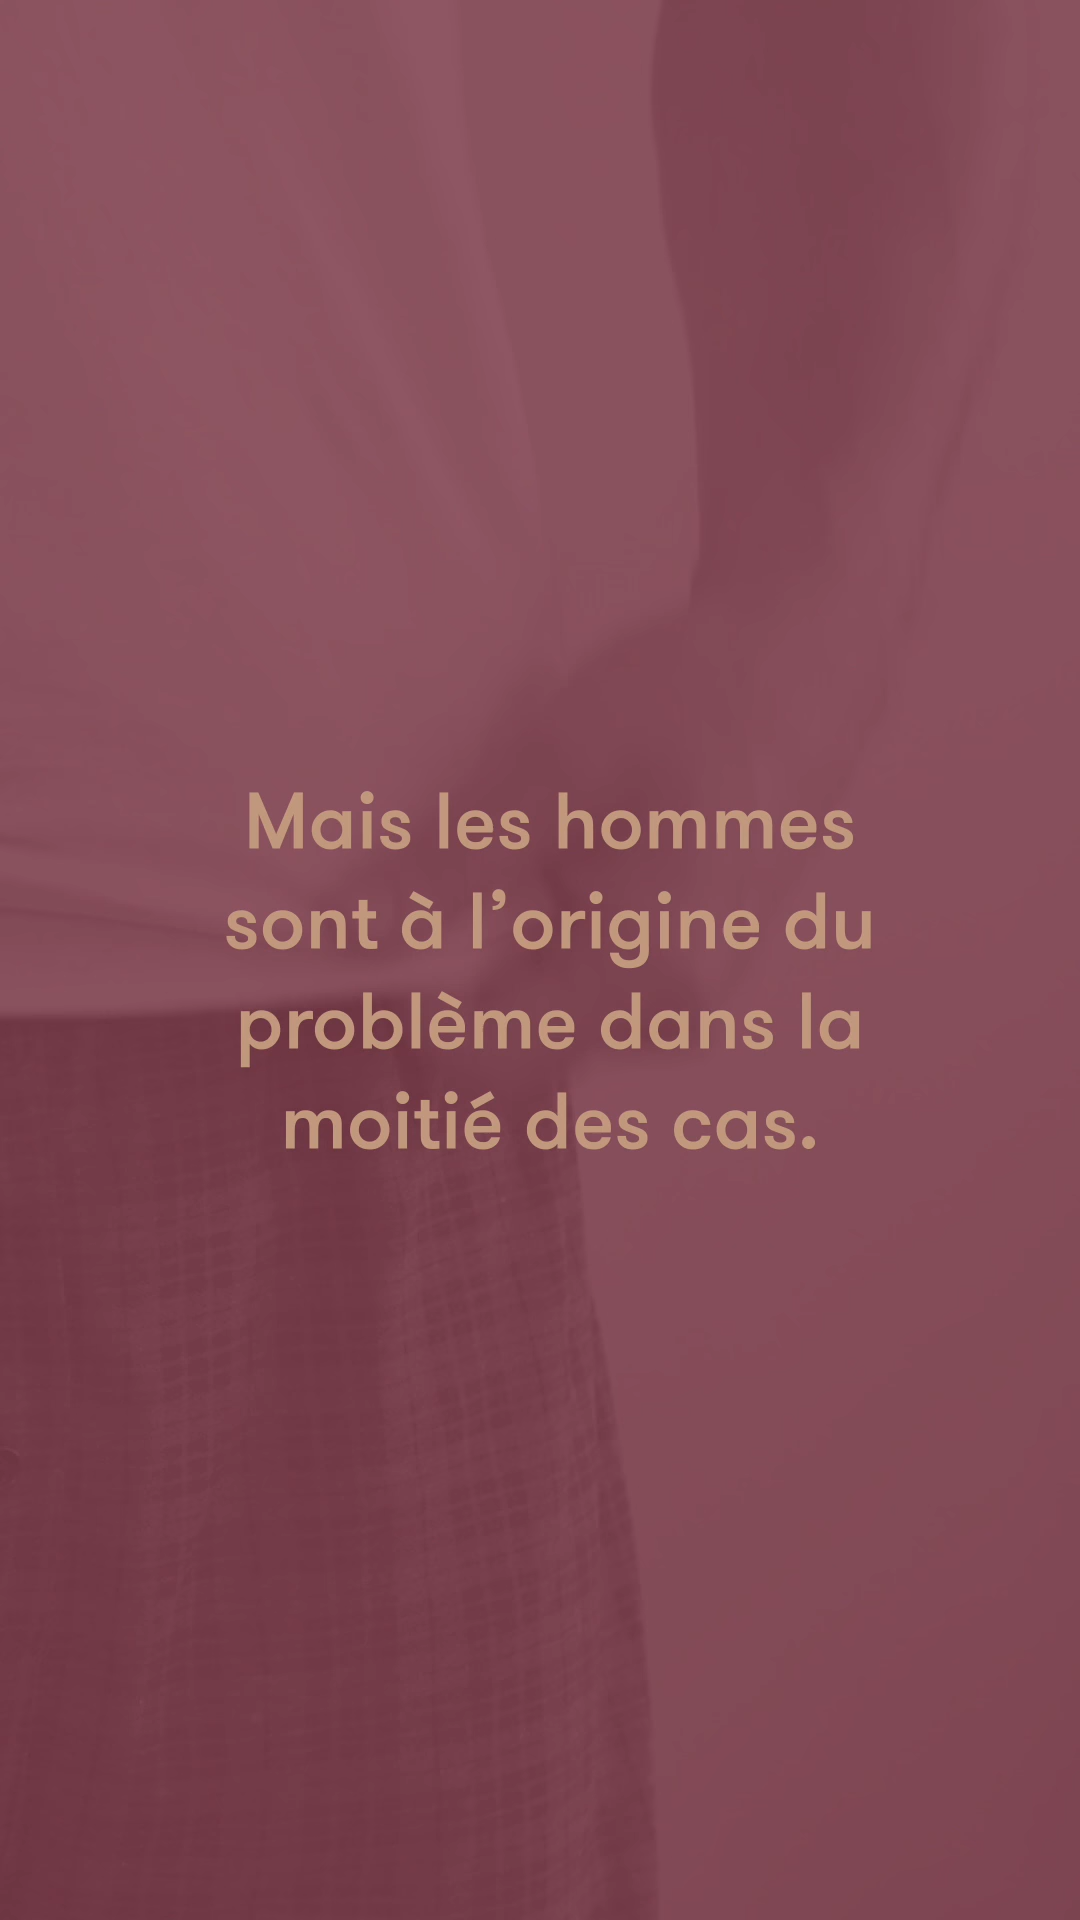 Mais les hommes
sont à l’origine du
problème dans la
moitié des cas.